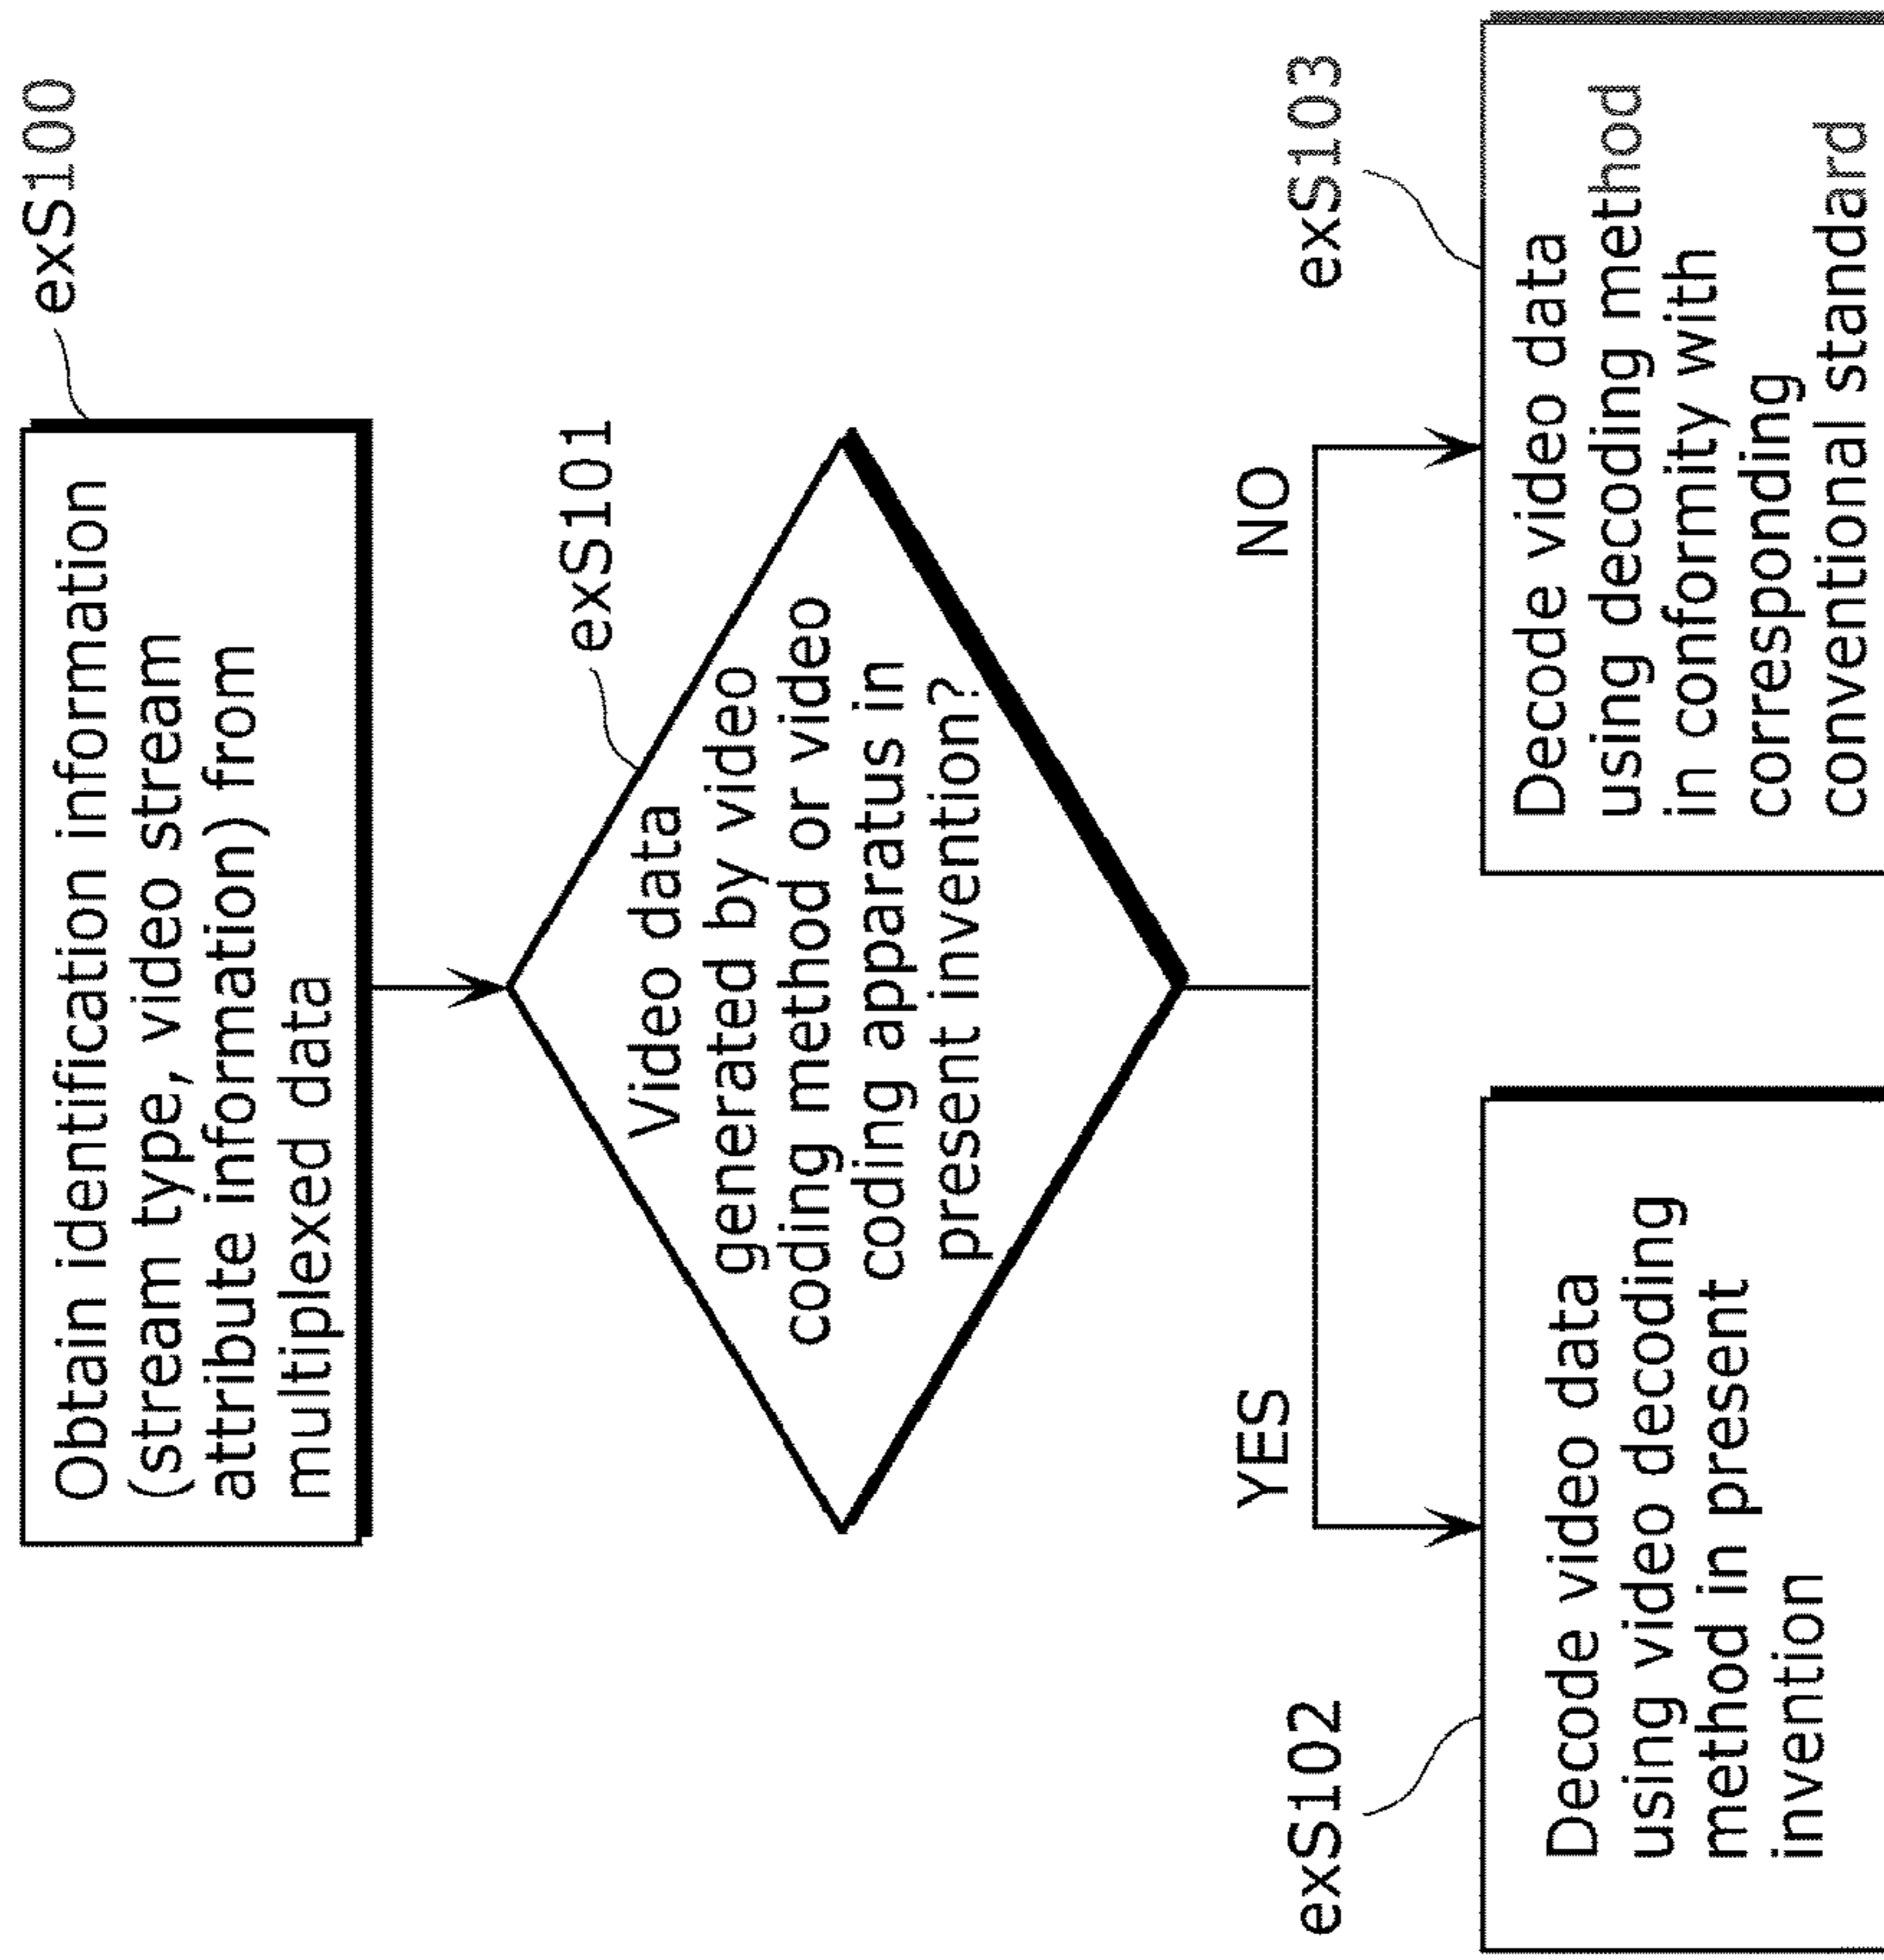 exS100
Obtain identification information
(stream type, video stream
attribute information) from
multiplexed data
exS101
Video data
generated by video
coding method or video
coding apparatus in
present invention?
YES
NO
exS102
Decode video data
using video decoding
method in present
invention
exS103
Decode video data
using decoding method
in conformity with
corresponding
conventional standard